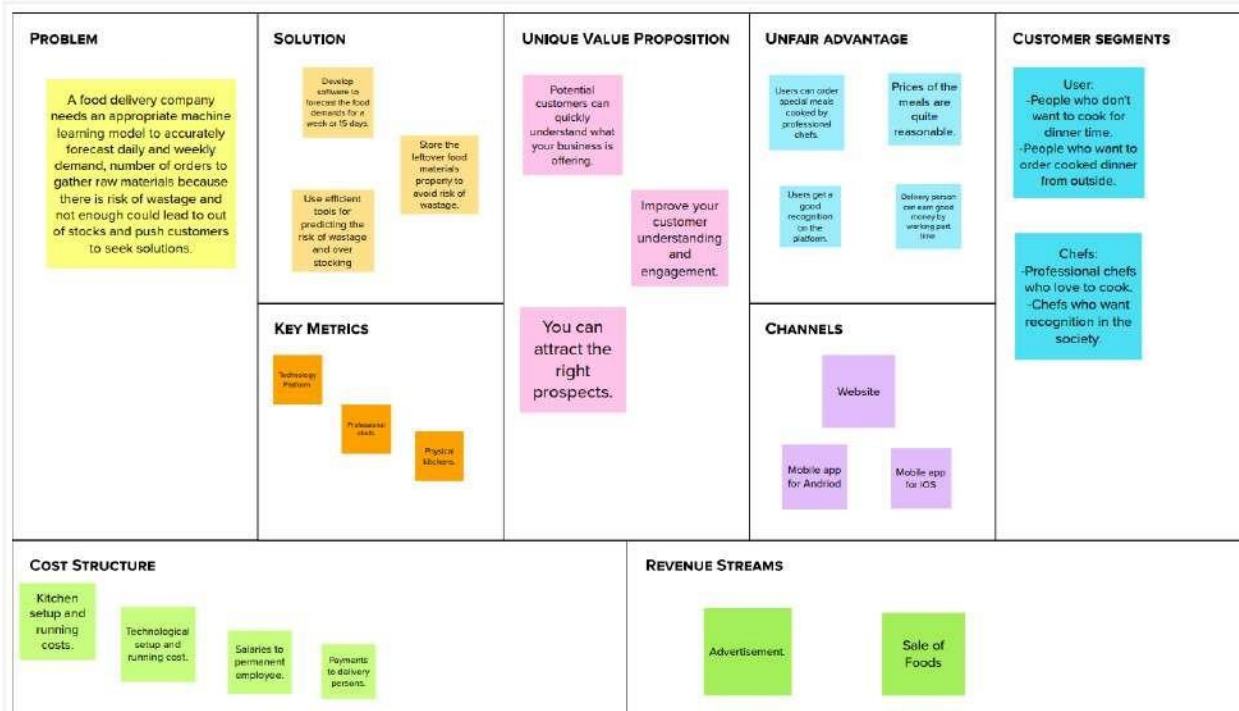 PROBLEM
A food delivery company
needs an appropriate machine
learning model to accurately
forecast daily and weekly
demand, number of orders to
gather raw materials because
there is risk of wastage and
not enough could lead to out
of stocks and push customers
to seek solutions.
SOLUTION
Develop
software to
forecast the food
demands for a
week or 15 days.
Store the
leftover food
materials
properly to
avoid risk of
wastage.
Use efficient
tools for
predicting the
risk of wastage
and over
stocking
KEY METRICS
Technology
Platform
Professional
chefs.
Physical
kitchens.
UNIQUE VALUE PROPOSITION
Potential
customers can
quickly
understand what
your business is
offering.
Improve your
customer
understanding
and
engagement.
You can
attract the
right
prospects.
UNFAIR ADVANTAGE
Users can order
special meals
cooked by
professional
chefs.
Prices of the
meals are
quite
reasonable.
Users get a
good
recognition
on the
platform.
Delivery person
can earn good
money by
working part
time
CHANNELS
Website
Mobile app
for Andriod
Mobile app
for iOS
CUSTOMER SEGMENTS
User:
-People who don't
want to cook for
dinner time.
-People who want to
order cooked dinner
from outside.
Chefs:
-Professional chefs
who love to cook.
-Chefs who want
recognition in the
society.
COST STRUCTURE
Kitchen
setup and
running
costs.
Technological
setup and
running cost.
Salaries to
permanent
employee.
Payments
to delivery
persons.
REVENUE STREAMS
Advertisement.
Sale of
Foods